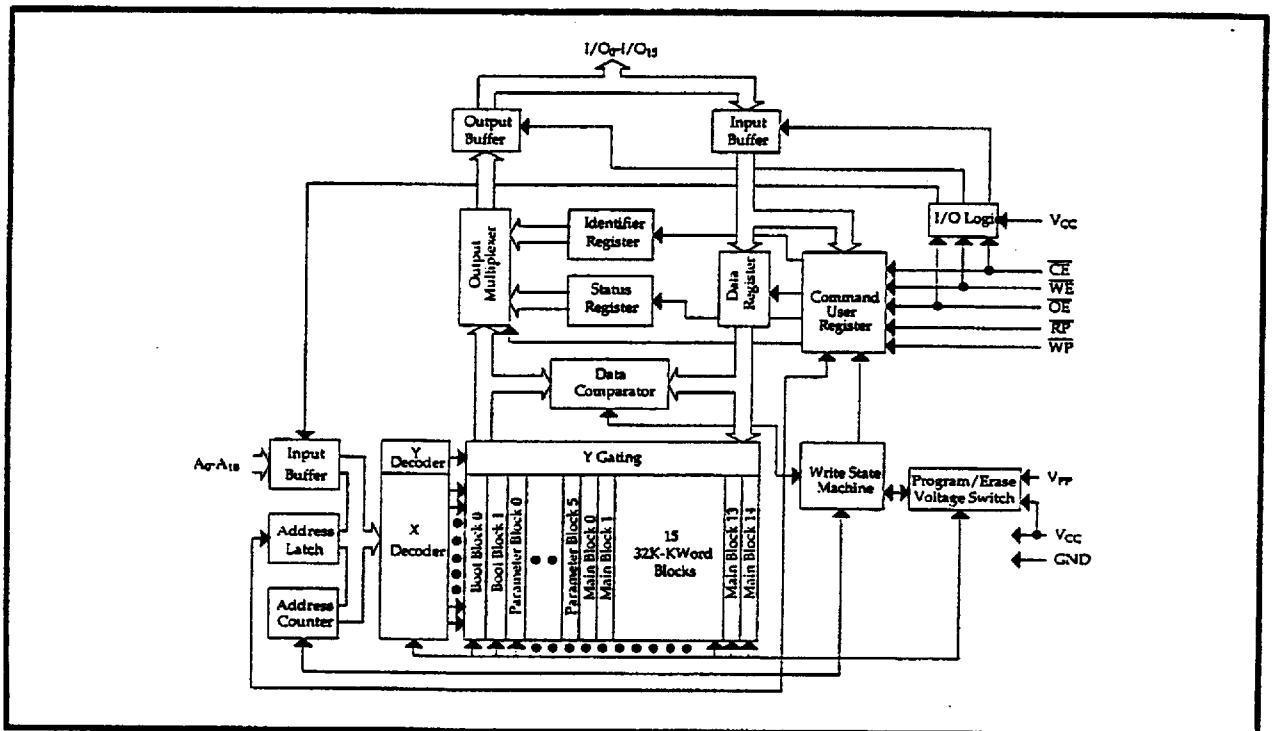 I/O0-I/O15
Output
Buffer
Input
Buffer
I/O Logic
VCC
Output
Multiplexer
Identifier
Register
Status
Register
Data
Register
Command
User
Register
CE
WE
OE
RP
WP
Data
Comparator
A0-A18
Input
Buffer
Y
Decoder
Y Gating
Write State
Machine
Program/Erase
Voltage Switch
VPP
VCC
GND
Address
Latch
X
Decoder
Boot Block 0
Boot Block 1
Parameter Block 0
Parameter Block 5
Main Block 0
Main Block 1
15
32K-KWord
Blocks
Main Block 13
Main Block 14
Address
Counter